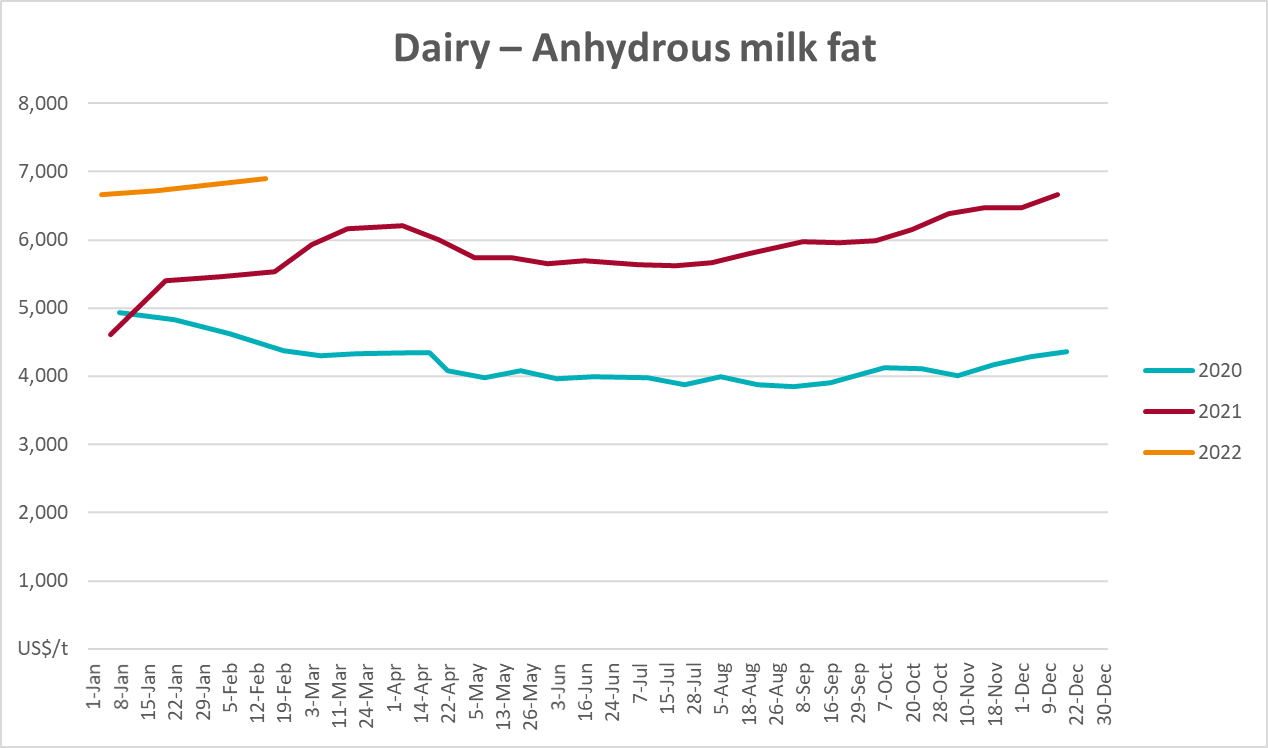 Dairy – Anhydrous milk fat
8,000
7,000
6,000
5,000
4,000
3,000
2,000
1,000
US$/t
1-Jan
8-Jan
15-Jan
22-Jan
29-Jan
5-Feb
12-Feb
19-Feb
3-Mar
11-Mar
24-Mar
1-Apr
14-Apr
22-Apr
5-May
13-May
26-May
3-Jun
16-Jun
24-Jun
7-Jul
15-Jul
28-Jul
5-Aug
18-Aug
26-Aug
8-Sep
16-Sep
29-Sep
7-Oct
20-Oct
28-Oct
10-Nov
18-Nov
1-Dec
9-Dec
22-Dec
30-Dec
2020
2021
2022